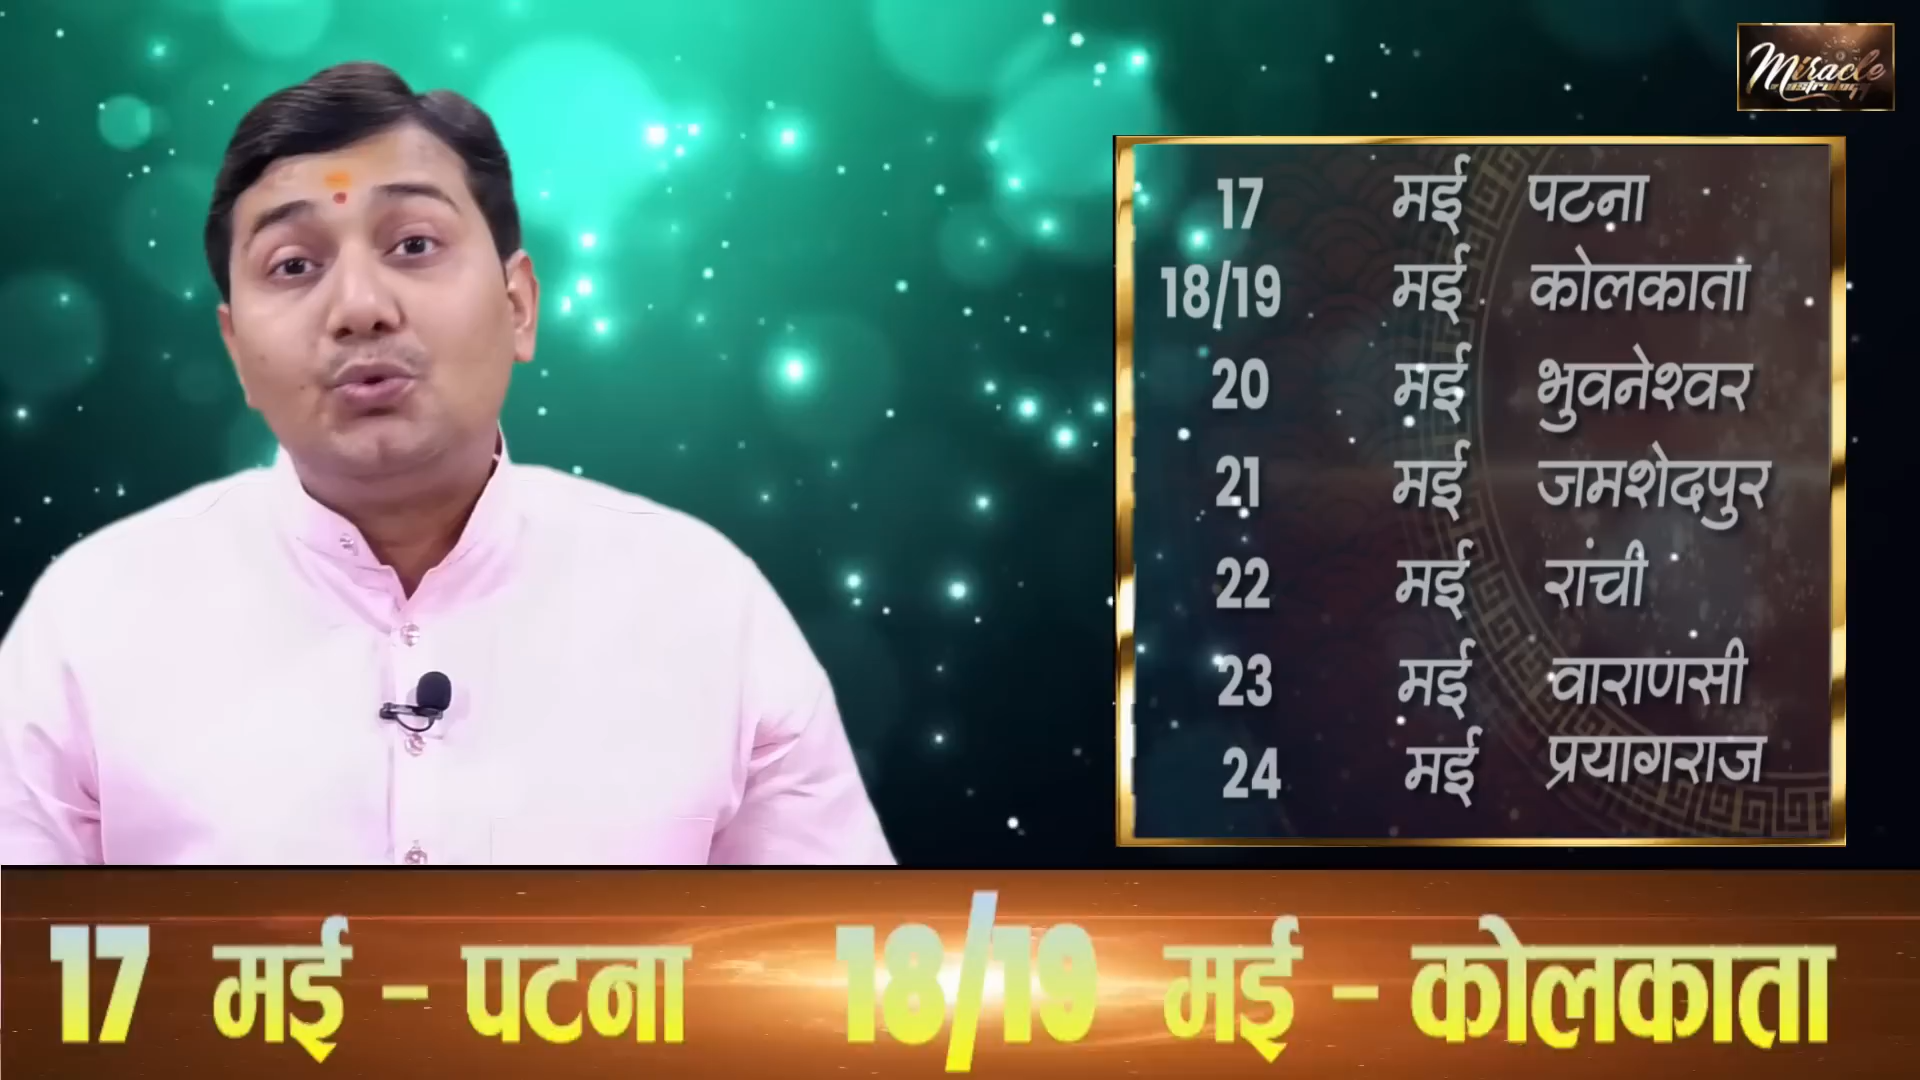 Miracle
17 मई पटना
18/19 मई कोलकाता
20 मई भुवनेश्वर
21 मई जमशेदपुर
22 मई रांची
23 मई वाराणसी
24 मई प्रयागराज
17 मई - पटना 18/19 मई - कोलकाता